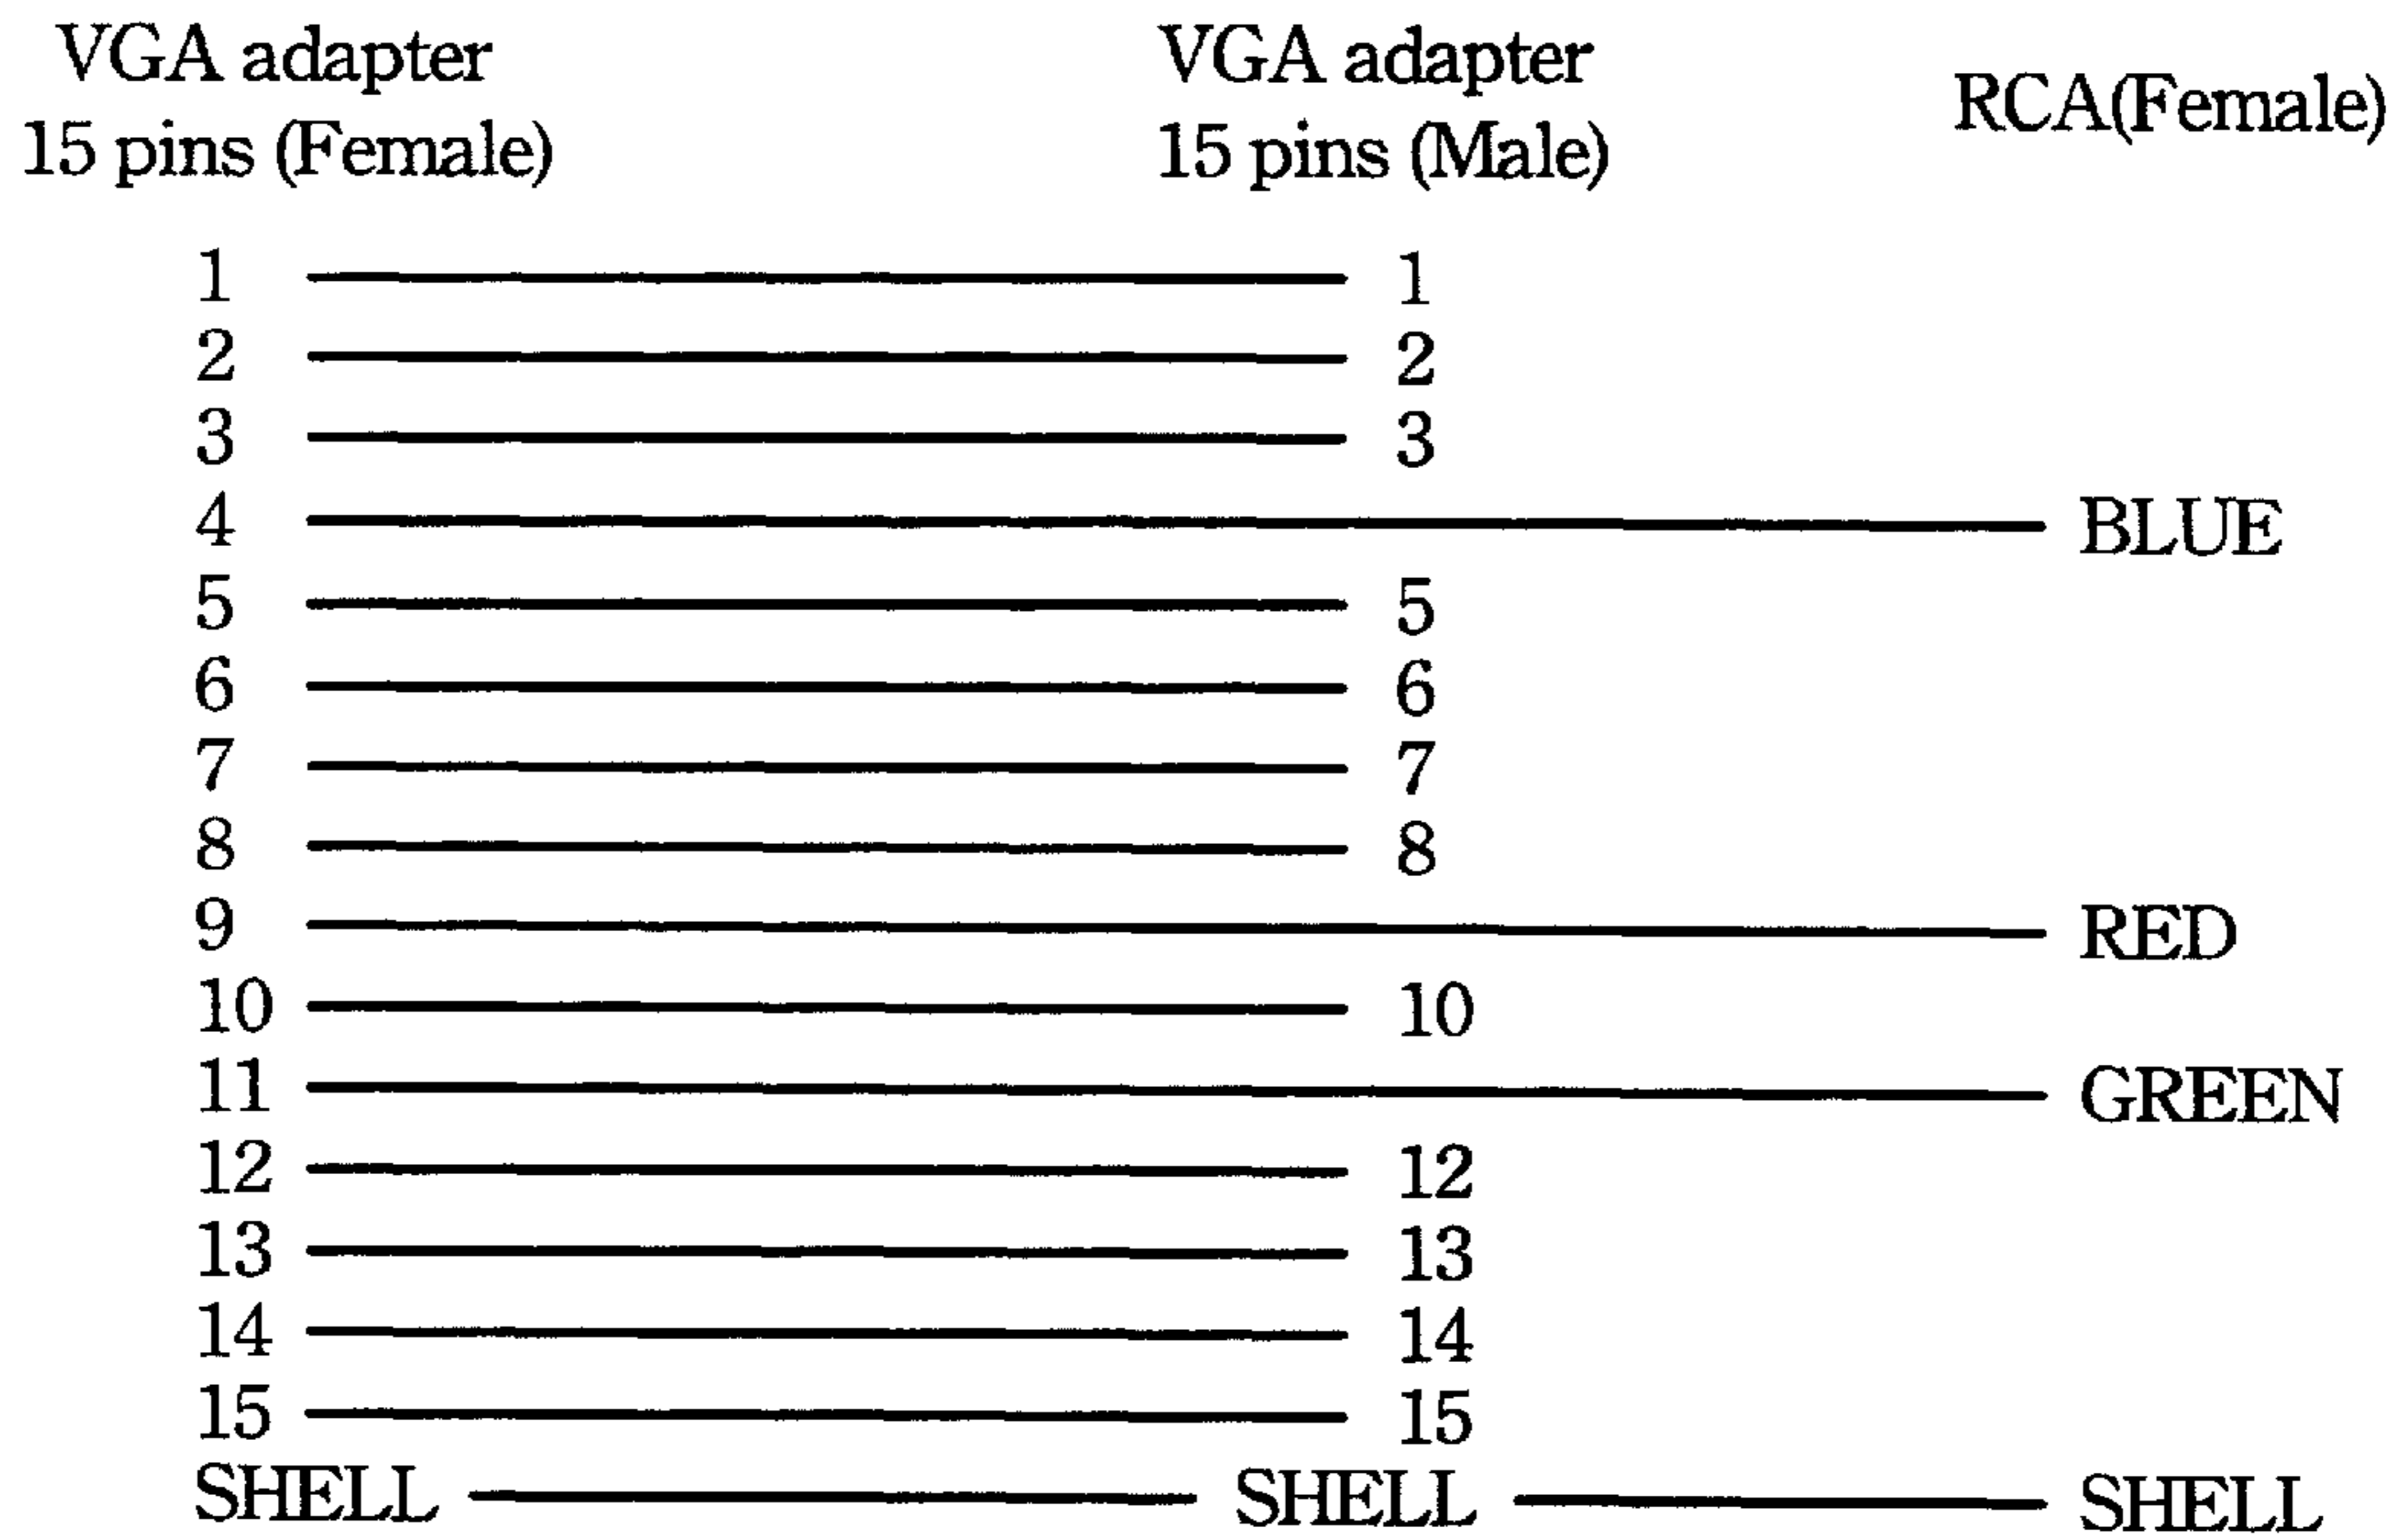 VGA adapter
15 pins (Female)
VGA adapter
15 pins (Male)
RCA(Female)
1 1
2 2
3 3
4 BLUE
5 5
6 6
7 7
8 8
9 RED
10 10
11 GREEN
12 12
13 13
14 14
15 15
SHELL SHELL SHELL